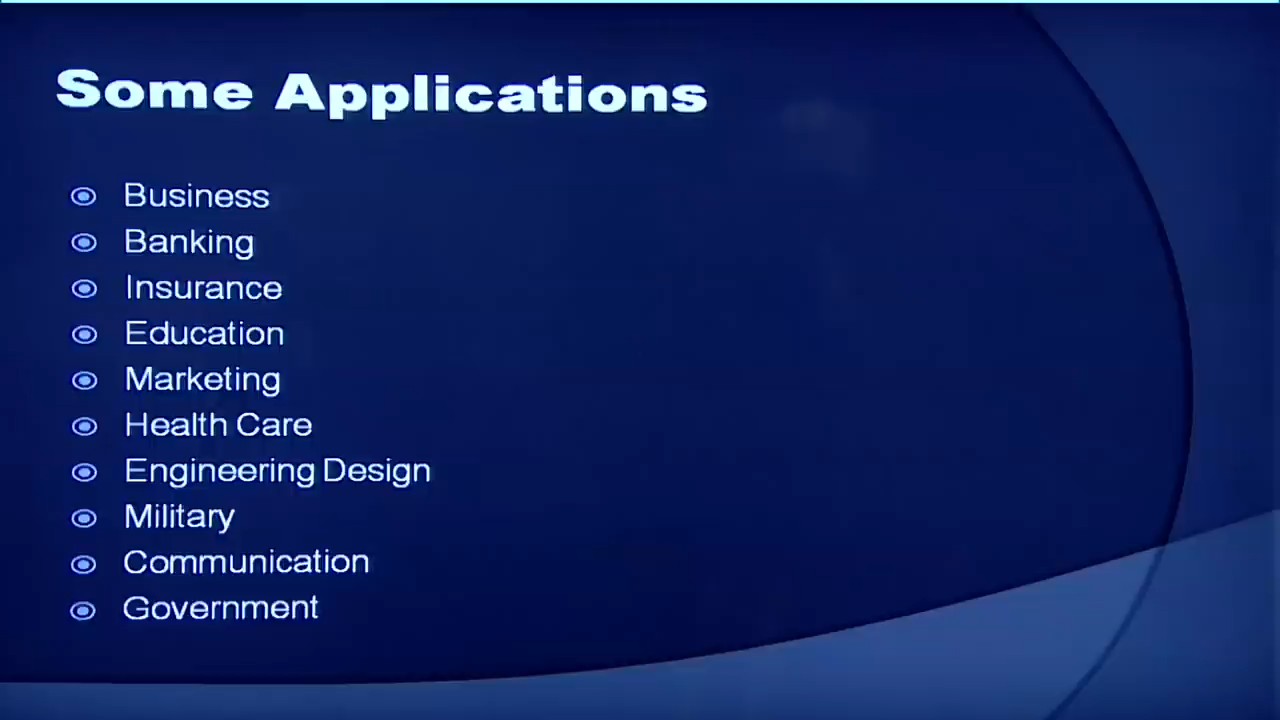 Some Applications
Business
Banking
Insurance
Education
Marketing
Health Care
Engineering Design
Military
Communication
Government